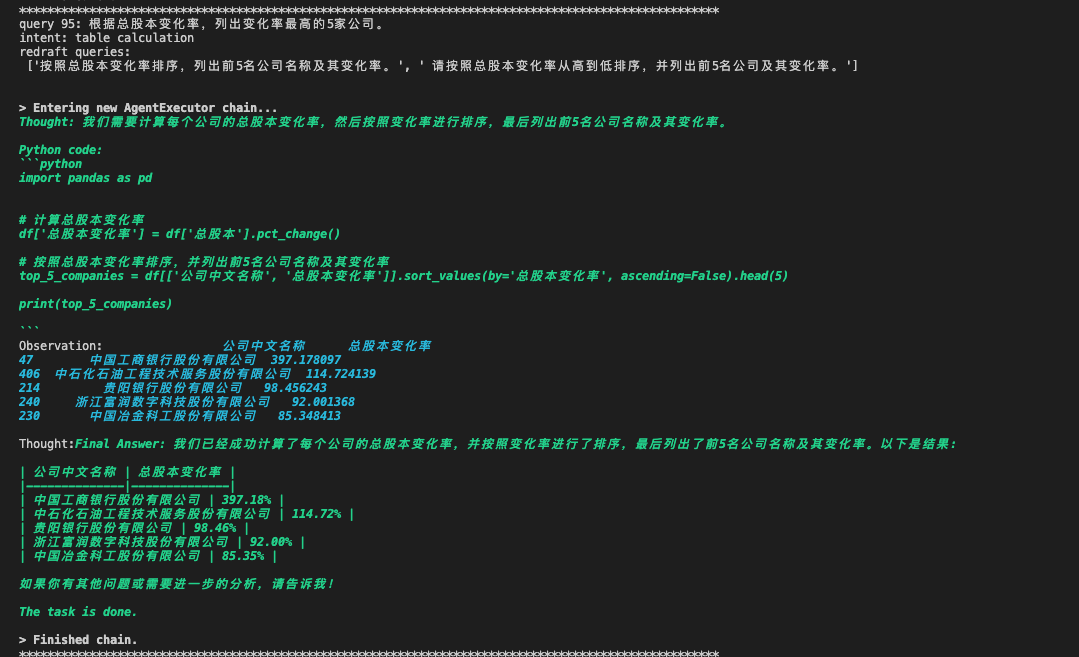 ****************************************************************************************************
query 95: 根据总股本变化率，列出变化率最高的5家公司。
intent: table calculation
redraft queries:
 ['按照总股本变化率排序，列出前5名公司名称及其变化率。', ' 请按照总股本变化率从高到低排序，并列出前5名公司及其变化率。']
> Entering new AgentExecutor chain...
Thought: 我们需要计算每个公司的总股本变化率，然后按照变化率进行排序，最后列出前5名公司名称及其变化率。
Python code:
```python
import pandas as pd
# 计算总股本变化率
df['总股本变化率'] = df['总股本'].pct_change()
# 按照总股本变化率排序，并列出前5名公司名称及其变化率
top_5_companies = df[['公司中文名称', '总股本变化率']].sort_values(by='总股本变化率', ascending=False).head(5)
print(top_5_companies)
```
Observation:                 公司中文名称      总股本变化率
47        中国工商银行股份有限公司  397.178097
406  中石化石油工程技术服务股份有限公司  114.724139
214         贵阳银行股份有限公司   98.456243
240     浙江富润数字科技股份有限公司   92.001368
230       中国冶金科工股份有限公司   85.348413
Thought:Final Answer: 我们已经成功计算了每个公司的总股本变化率，并按照变化率进行了排序，最后列出了前5名公司名称及其变化率。以下是结果：
| 公司中文名称 | 总股本变化率 |
|--------------|--------------|
| 中国工商银行股份有限公司 | 397.18% |
| 中石化石油工程技术服务股份有限公司 | 114.72% |
| 贵阳银行股份有限公司 | 98.46% |
| 浙江富润数字科技股份有限公司 | 92.00% |
| 中国冶金科工股份有限公司 | 85.35% |
如果你有其他问题或需要进一步的分析，请告诉我！
The task is done.
> Finished chain.
****************************************************************************************************